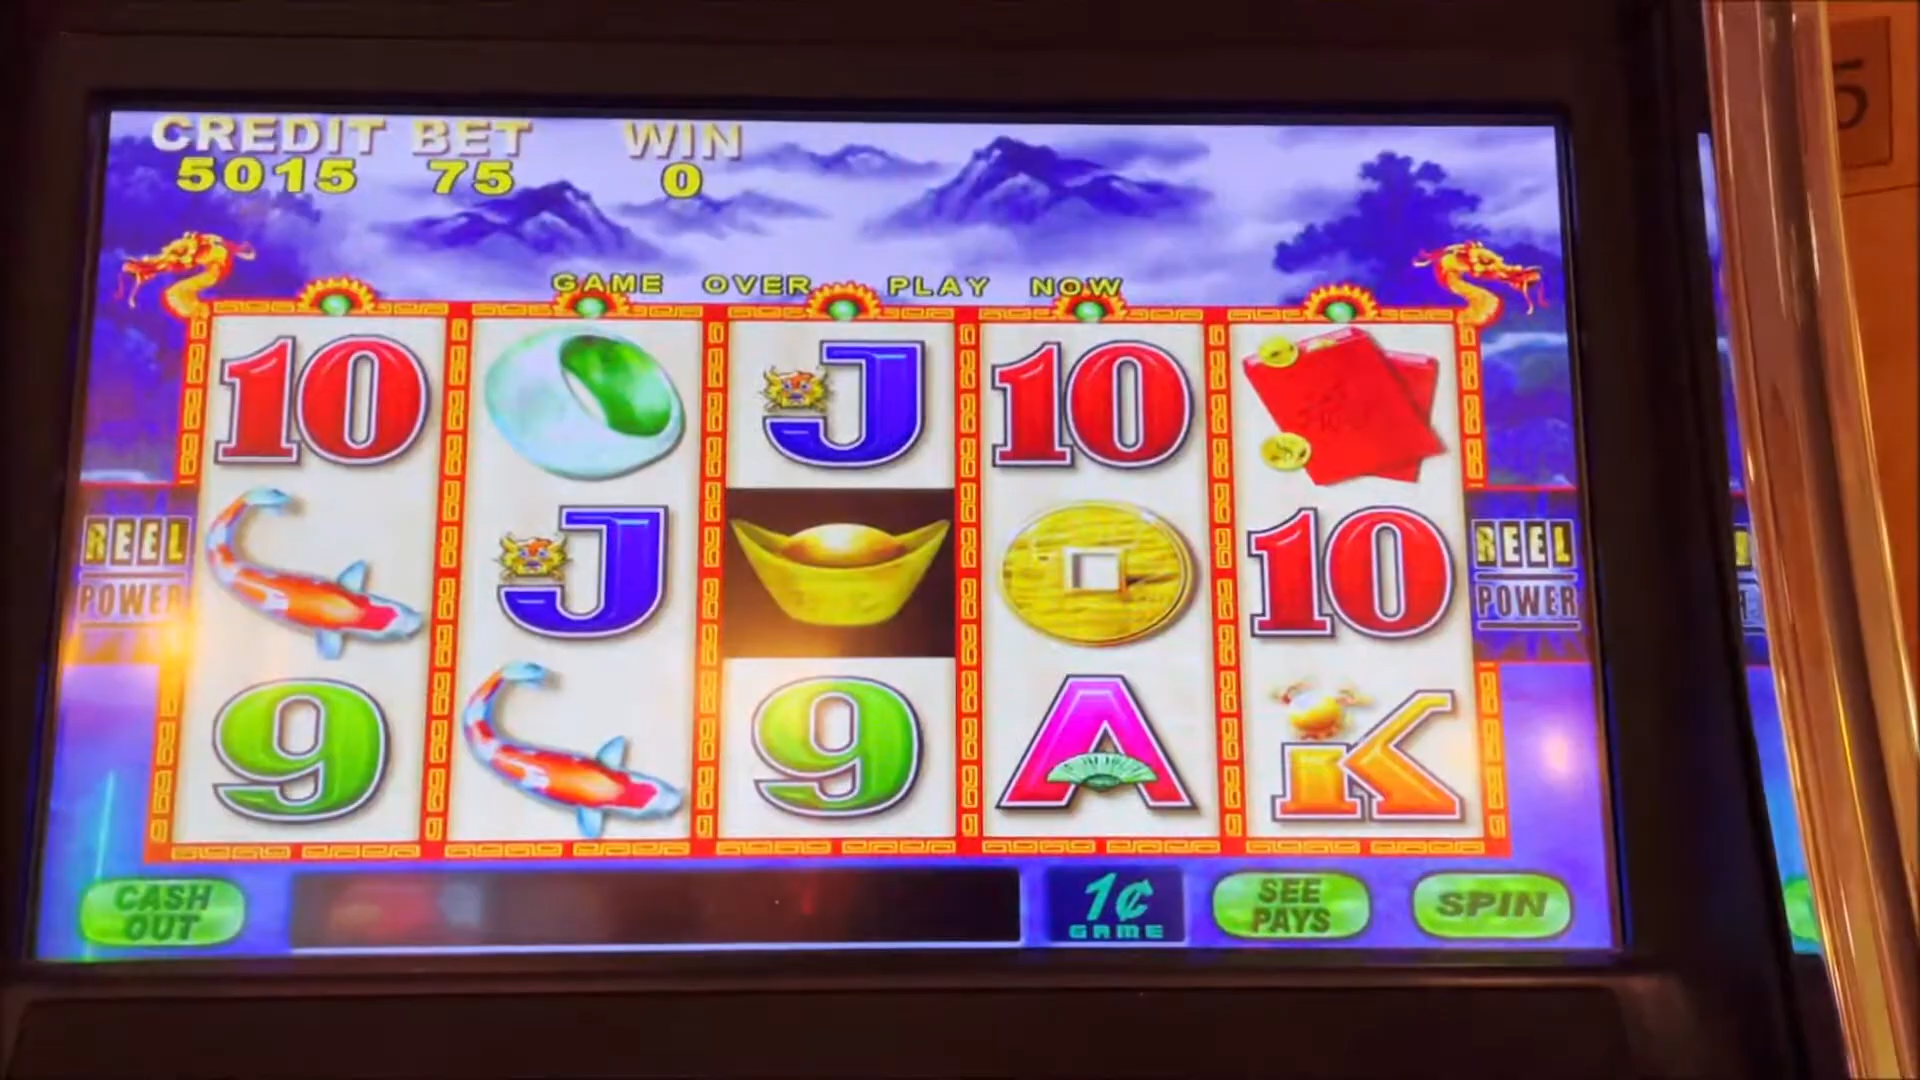 CREDIT BET WIN
5015 75 0
GAME OVER PLAY NOW
10 J 10
REEL POWER
J 10
REEL POWER
9 9 A K
CASH OUT
1¢ GAME
SEE PAYS
SPIN
5